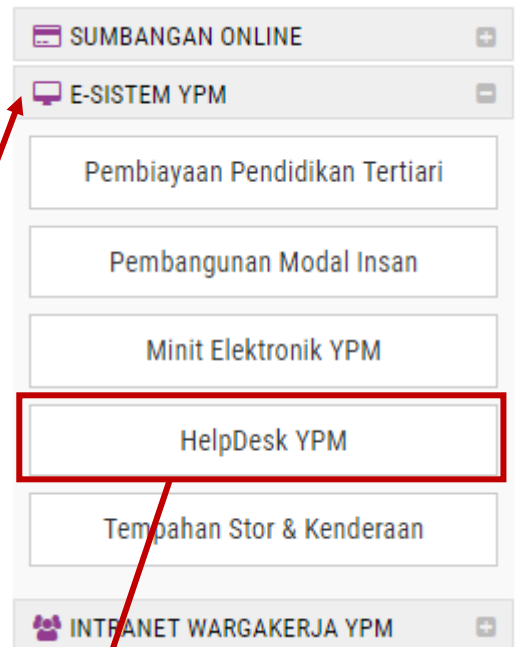 SUMBANGAN ONLINE
E-SISTEM YPM
Pembiayaan Pendidikan Tertiari
Pembangunan Modal Insan
Minit Elektronik YPM
HelpDesk YPM
Tempahan Stor & Kenderaan
INTRANET WARGAKERJA YPM